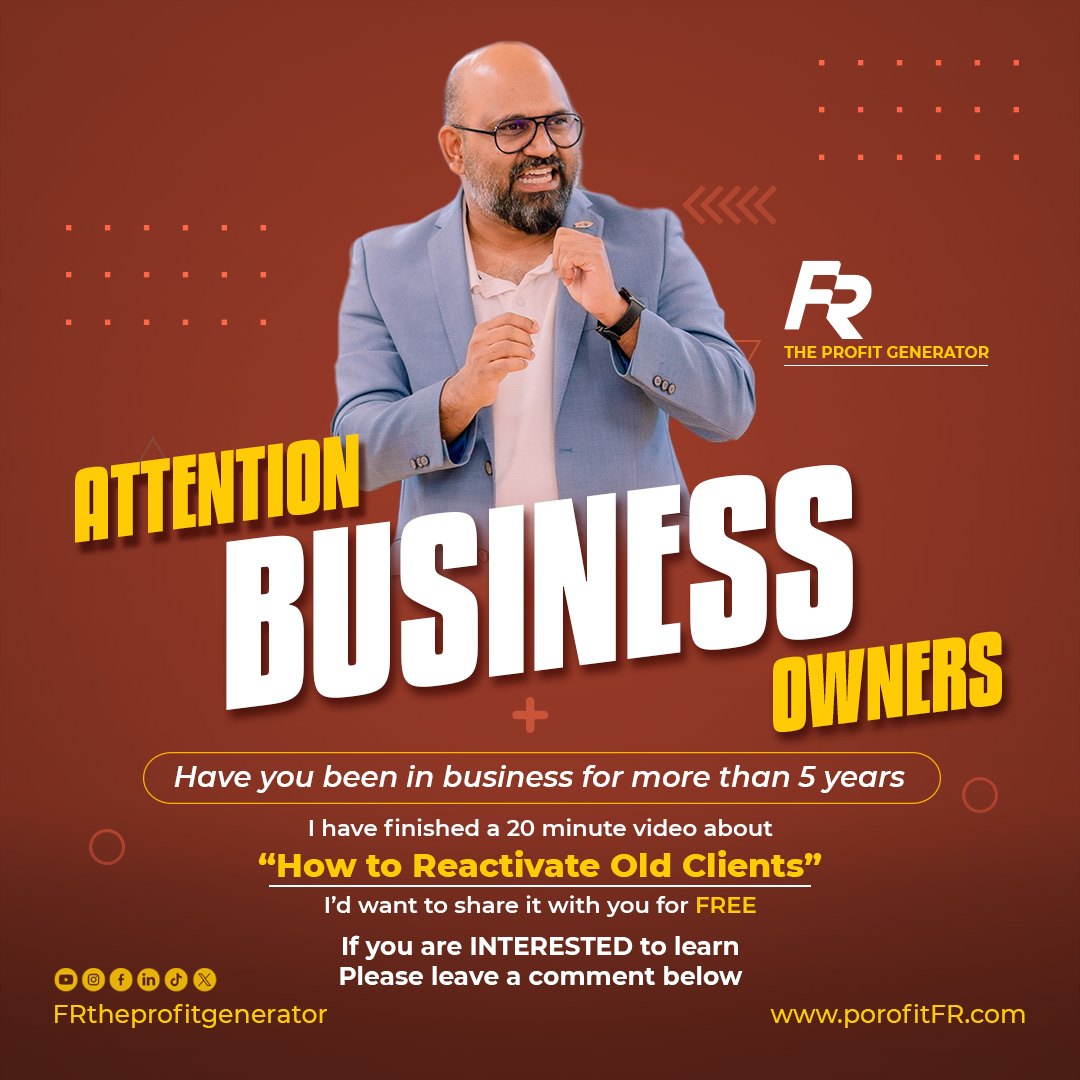 FR
THE PROFIT GENERATOR
ATTENTION
BUSINESS
OWNERS
Have you been in business for more than 5 years
I have finished a 20 minute video about
“How to Reactivate Old Clients”
I’d want to share it with you for FREE
If you are INTERESTED to learn
Please leave a comment below
FRtheprofitgenerator
www.porofitFR.com